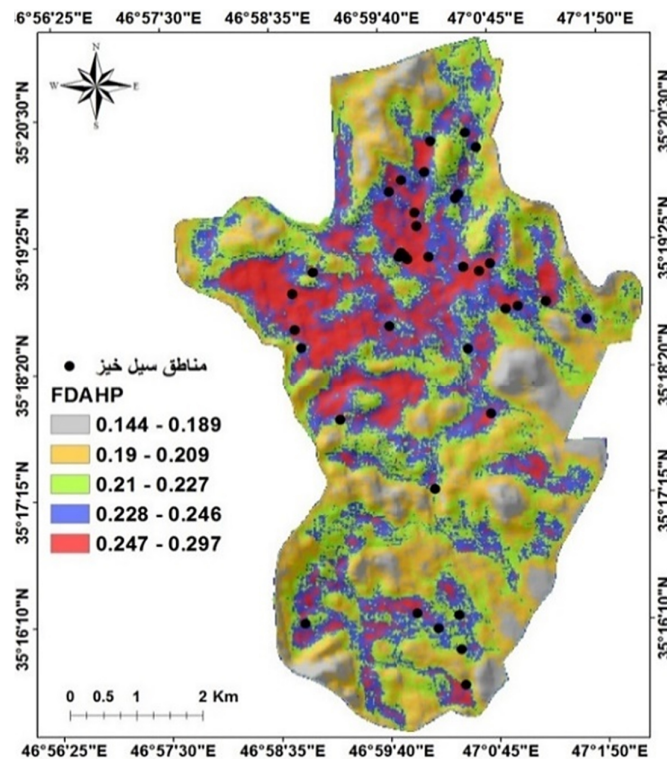 6°56'25"E 46°57'30"E 46°58'35"E 46°59'40"E 47°0'45"E 47°1'50"E
N
W E
S
35°20'30"N 35°20'30"N
35°19'25"N 35°19'25"N
35°18'20"N 35°18'20"N
35°17'15"N 35°17'15"N
35°16'10"N 35°16'10"N
مناطق سیل خیز
FDAHP
0.144 - 0.189
0.19 - 0.209
0.21 - 0.227
0.228 - 0.246
0.247 - 0.297
0 0.5 1 2 Km
46°56'25"E 46°57'30"E 46°58'35"E 46°59'40"E 47°0'45"E 47°1'50"E